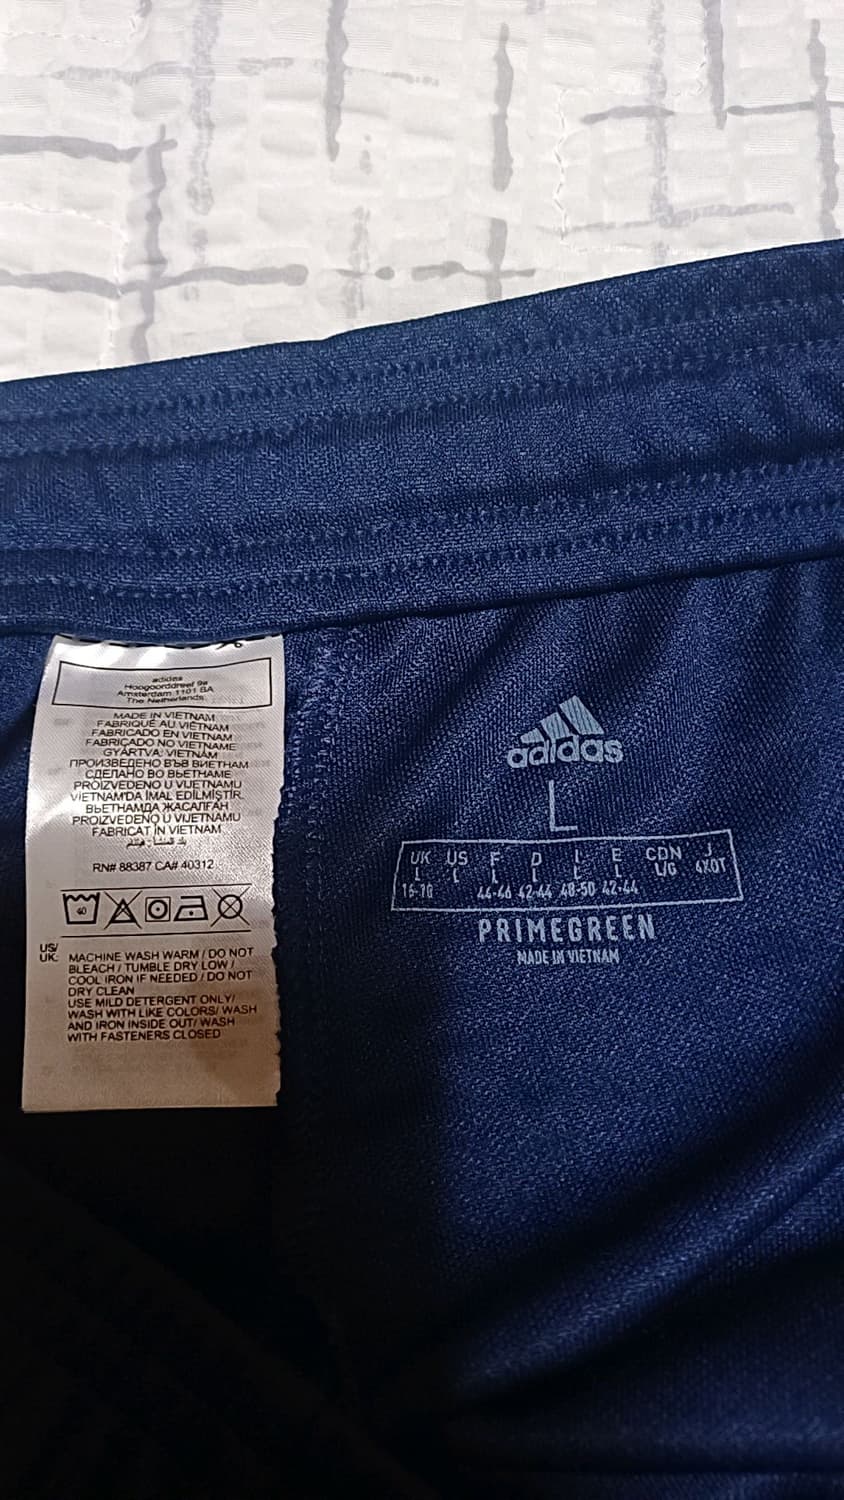 adidas
Hoogoorddreef 9a
Amsterdam 1101 BA
The Netherlands
MADE IN VIETNAM
FABRIQUÉ AU VIETNAM
FABRICADO EN VIETNAM
FABRICADO NO VIETNAME
GYÁRTVA: VIETNÁM
ПРОИЗВЕДЕНО ВЪВ ВИЕТНАМ
СДЕЛАНО ВО ВЬЕТНАМЕ
PROIZVEDENO U VIJETNAMU
VIETNAM'DA İMAL EDİLMİŞTİR.
ВЬЕТНАМДА ЖАСАЛҒАН
PROIZVEDENO U VIJETNAMU
FABRICAT ÎN VIETNAM
RN# 88387 CA# 40312
40
US/
UK:
MACHINE WASH WARM / DO NOT
BLEACH / TUMBLE DRY LOW /
COOL IRON IF NEEDED / DO NOT
DRY CLEAN
USE MILD DETERGENT ONLY/
WASH WITH LIKE COLORS/ WASH
AND IRON INSIDE OUT/ WASH
WITH FASTENERS CLOSED
adidas
L
UK US F D I E CDN J
L L L L L L L/G 4XOT
16-18 44-46 42-44 48-50 42-44
PRIMEGREEN
MADE IN VIETNAM